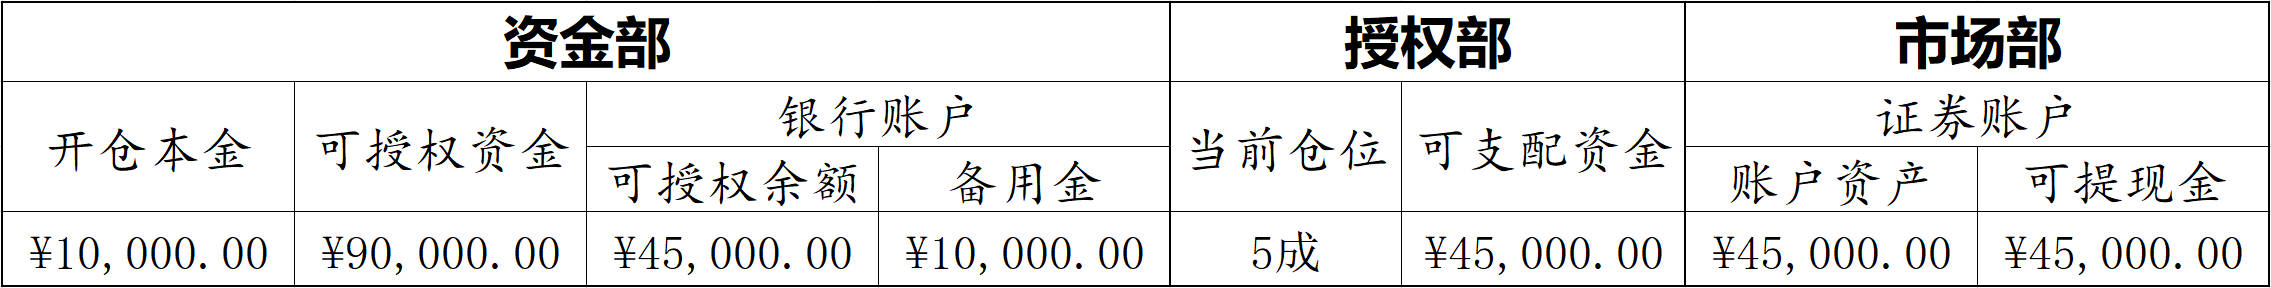 资金部 授权部 市场部
开仓本金 可授权资金 银行账户 当前仓位 可支配资金 证券账户
可授权余额 备用金 账户资产 可提现金
¥10,000.00 ¥90,000.00 ¥45,000.00 ¥10,000.00 5成 ¥45,000.00 ¥45,000.00 ¥45,000.00